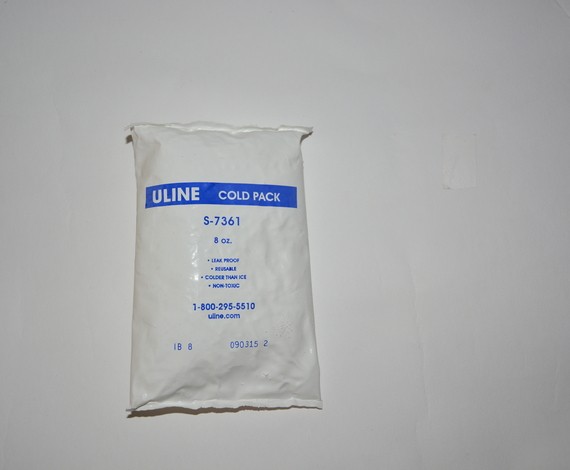 ULINE COLD PACK
S-7361
8 oz.
• LEAK PROOF
• REUSABLE
• COLDER THAN ICE
• NON-TOXIC
1-800-295-5510
uline.com
IB 8 090315 2